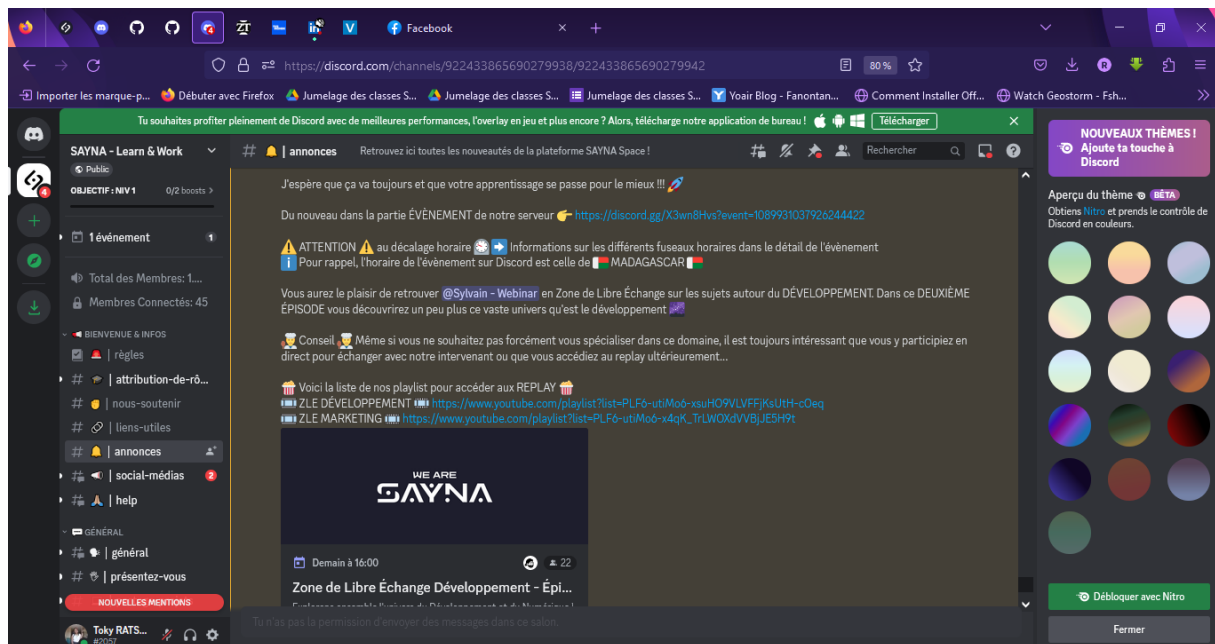 Facebook
https://discord.com/channels/922433865690279938/922433865690279942
80 %
Importer les marque-p...
Débuter avec Firefox
Jumelage des classes S...
Jumelage des classes S...
Jumelage des classes S...
Yoair Blog - Fanontan...
Comment Installer Off...
Watch Geostorm - Fsh...
Tu souhaites profiter pleinement de Discord avec de meilleures performances, l'overlay en jeu et plus encore ? Alors, télécharge notre application de bureau !
Télécharger
SAYNA - Learn & Work
Public
OBJECTIF : NIV 1
0/2 boosts >
1 événement
1
Total des Membres: 1....
Membres Connectés: 45
BIENVENUE & INFOS
| règles
| attribution-de-rô...
| nous-soutenir
| liens-utiles
| annonces
| social-médias
2
| help
GÉNÉRAL
| général
| présentez-vous
NOUVELLES MENTIONS
Toky RATS...
#2057
| annonces
Retrouvez ici toutes les nouveautés de la plateforme SAYNA Space !
Rechercher
J'espère que ça va toujours et que votre apprentissage se passe pour le mieux !!!
Du nouveau dans la partie ÉVÈNEMENT de notre serveur https://discord.gg/X3wn8Hvs?event=1089931037926244422
ATTENTION au décalage horaire Informations sur les différents fuseaux horaires dans le détail de l'évènement
Pour rappel, l'horaire de l'évènement sur Discord est celle de MADAGASCAR
Vous aurez le plaisir de retrouver @Sylvain - Webinar en Zone de Libre Échange sur les sujets autour du DÉVELOPPEMENT. Dans ce DEUXIÈME
ÉPISODE vous découvrirez un peu plus ce vaste univers qu'est le développement
Conseil Même si vous ne souhaitez pas forcément vous spécialiser dans ce domaine, il est toujours intéressant que vous y participiez en
direct pour échanger avec notre intervenant ou que vous accédiez au replay ultérieurement...
Voici la liste de nos playlist pour accéder aux REPLAY
ZLE DÉVELOPPEMENT https://www.youtube.com/playlist?list=PLF6-utiMo6-xsuHO9VLVFFjKsUtH-cOeq
ZLE MARKETING https://www.youtube.com/playlist?list=PLF6-utiMo6-x4qK_TrLWOXdVVBjJE5H9t
WE ARE
SAYNA
Demain à 16:00
22
Zone de Libre Échange Développement - Épi...
Explorons ensemble l'univers du Développement et du Numérique !
Tu n'as pas la permission d'envoyer des messages dans ce salon.
NOUVEAUX THÈMES !
Ajoute ta touche à
Discord
Aperçu du thème BÊTA
Obtiens Nitro et prends le contrôle de
Discord en couleurs.
Débloquer avec Nitro
Fermer